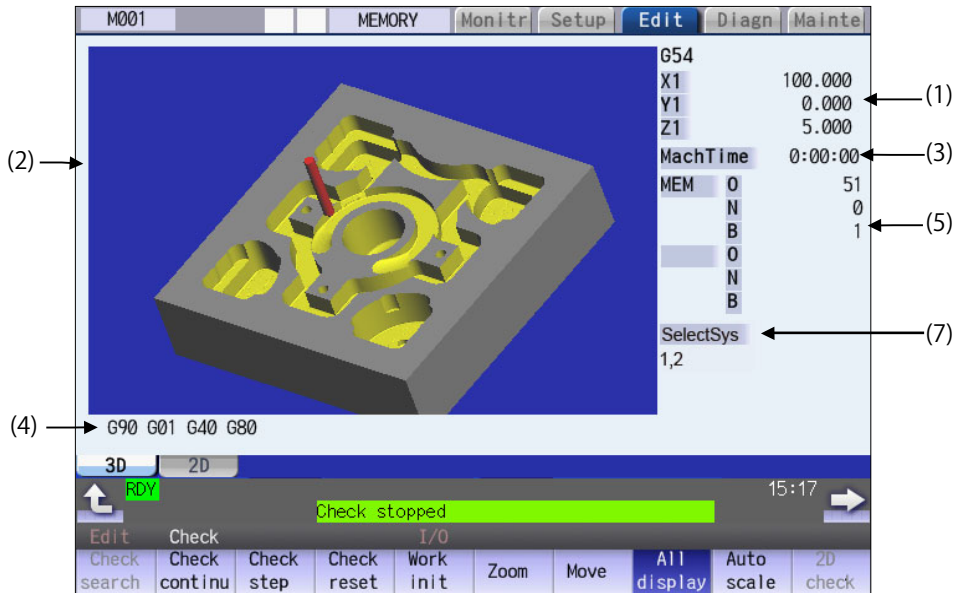 M001 MEMORY Monitr Setup Edit Diagn Mainte
G54
X1 100.000
Y1 0.000
Z1 5.000
(1)
(2)
MachTime 0:00:00
(3)
MEM O 51
N 0
B 1
(5)
O
N
B
SelectSys
(7)
1,2
(4)
G90 G01 G40 G80
3D 2D
RDY 15:17
Check stopped
Edit Check I/O
Check search
Check continu
Check step
Check reset
Work init
Zoom
Move
All display
Auto scale
2D check